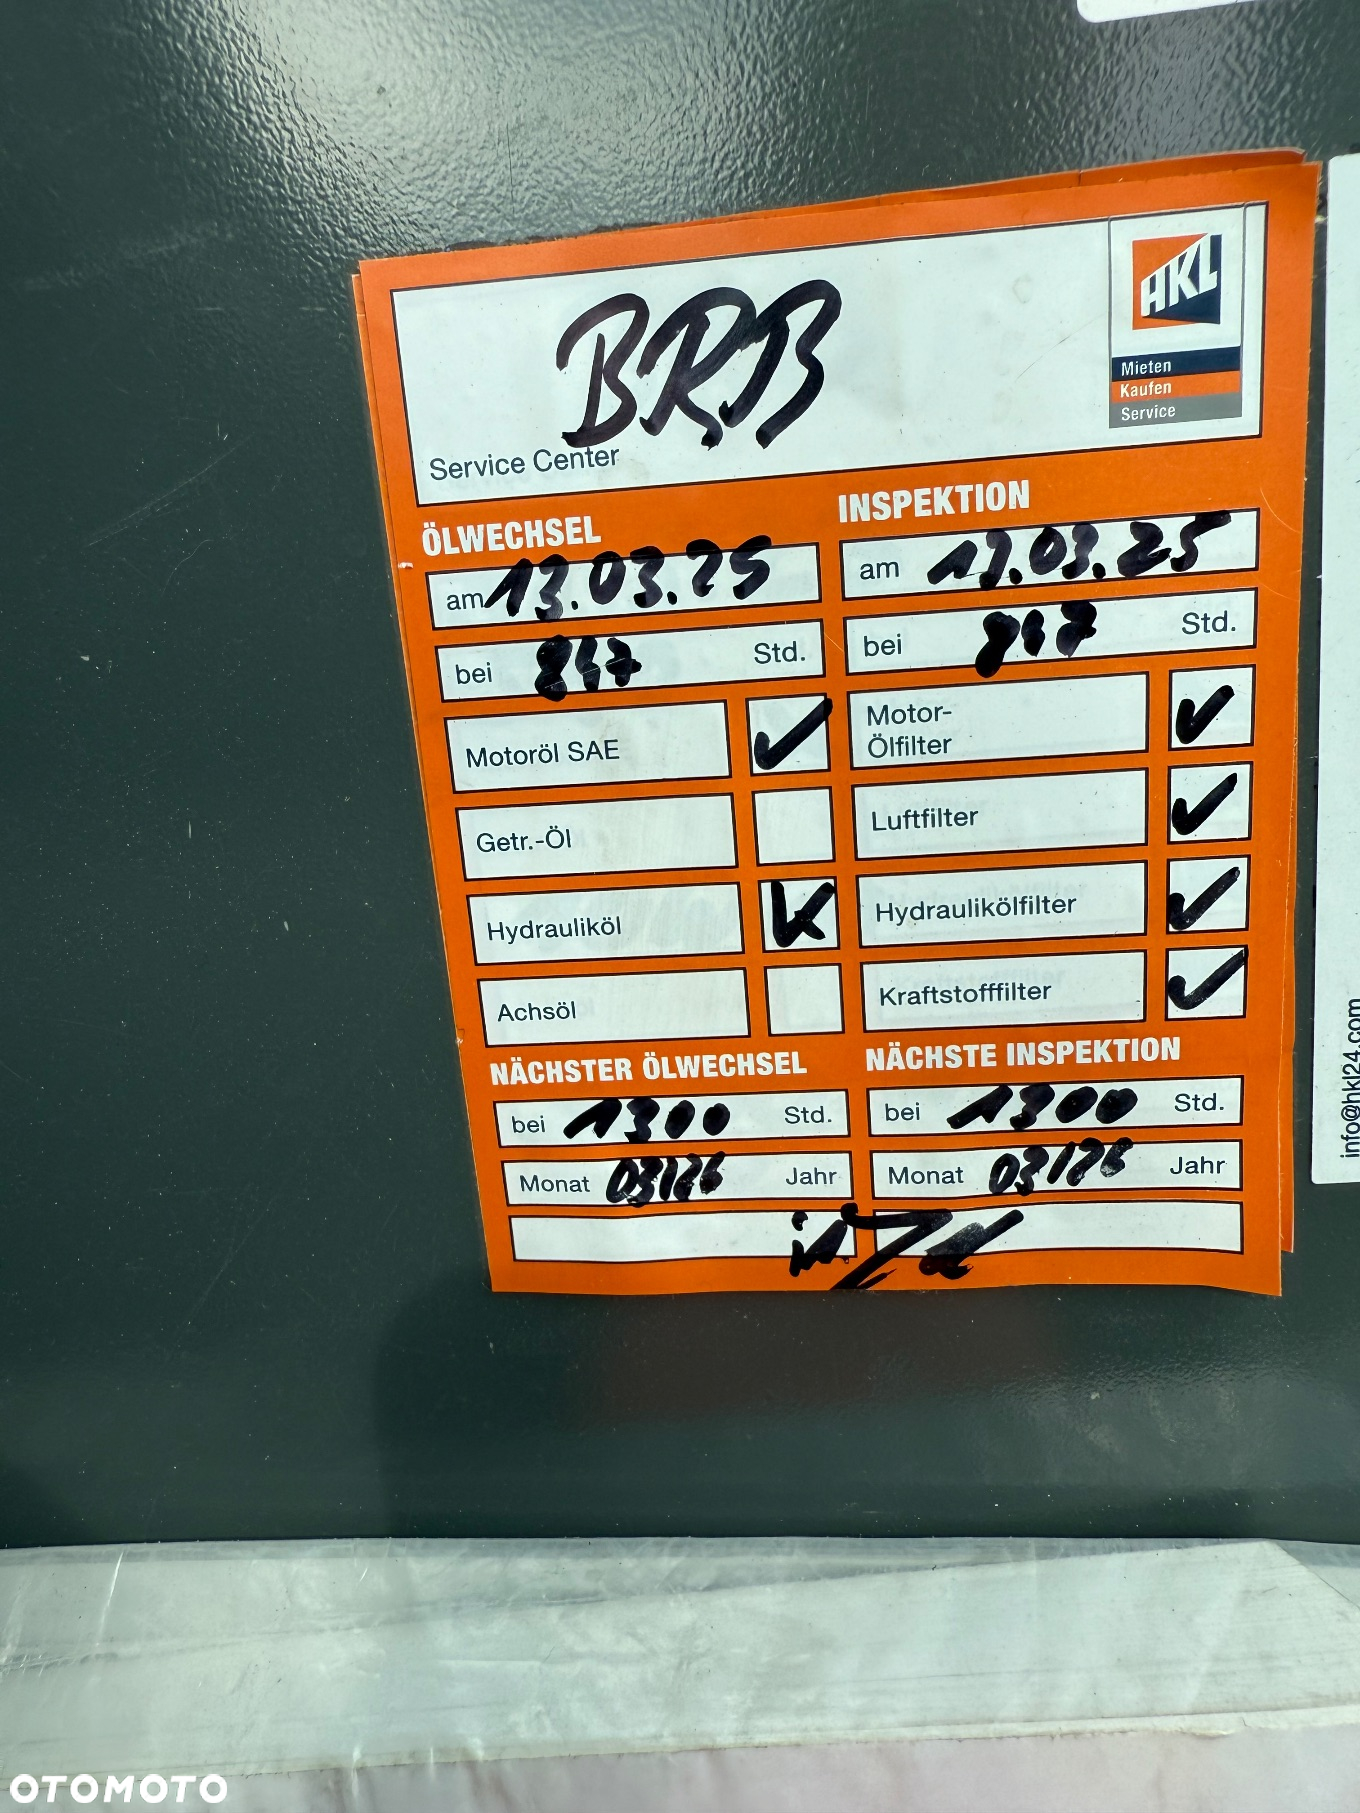 HKL
Mieten
Kaufen
Service
BRB
Service Center
ÖLWECHSEL
am 13.03.25
bei 847 Std.
Motoröl SAE ✓
Getr.-Öl
Hydrauliköl
Achsöl
NÄCHSTER ÖLWECHSEL
bei 1300 Std.
Monat 03/26 Jahr
INSPEKTION
am 13.03.25
bei 847 Std.
Motor-
Ölfilter ✓
Luftfilter ✓
Hydraulikölfilter ✓
Kraftstofffilter ✓
NÄCHSTE INSPEKTION
bei 1300 Std.
Monat 03/26 Jahr
info@hkl24.com
OTOMOTO